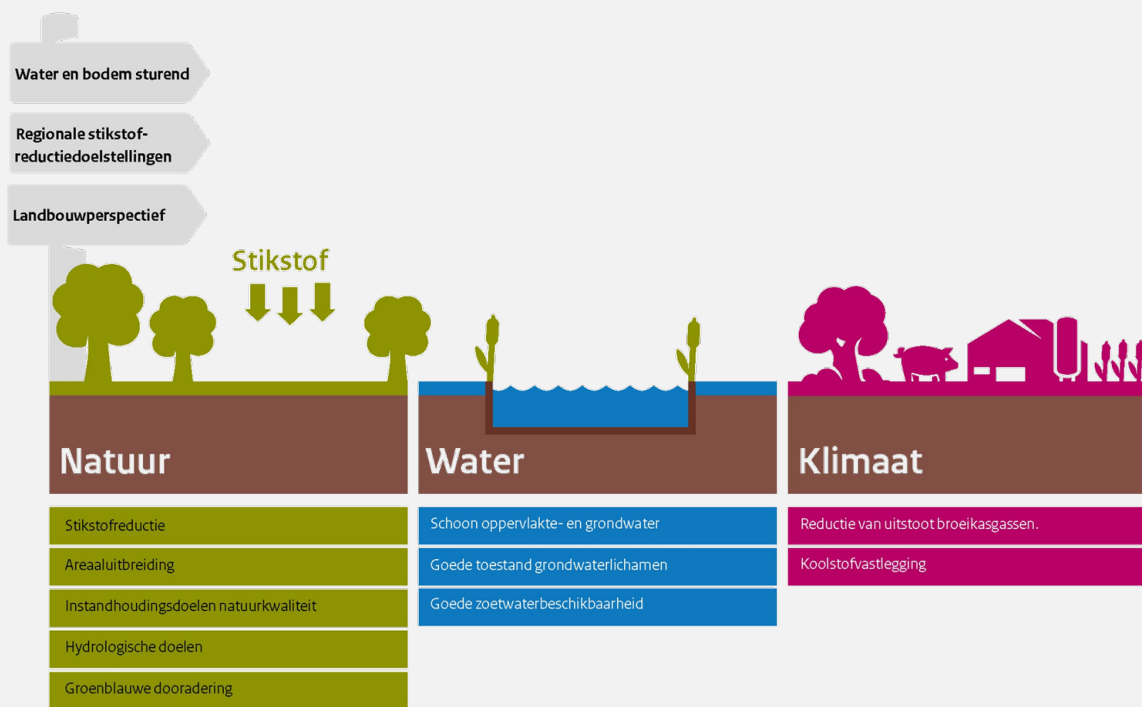 Water en bodem sturend
Regionale stikstof-
reductiedoelstellingen
Landbouwperspectief
Stikstof
Natuur
Stikstofreductie
Areaaluitbreiding
Instandhoudingsdoelen natuurkwaliteit
Hydrologische doelen
Groenblauwe dooradering
Water
Schoon oppervlakte- en grondwater
Goede toestand grondwaterlichamen
Goede zoetwaterbeschikbaarheid
Klimaat
Reductie van uitstoot broeikasgassen.
Koolstofvastlegging